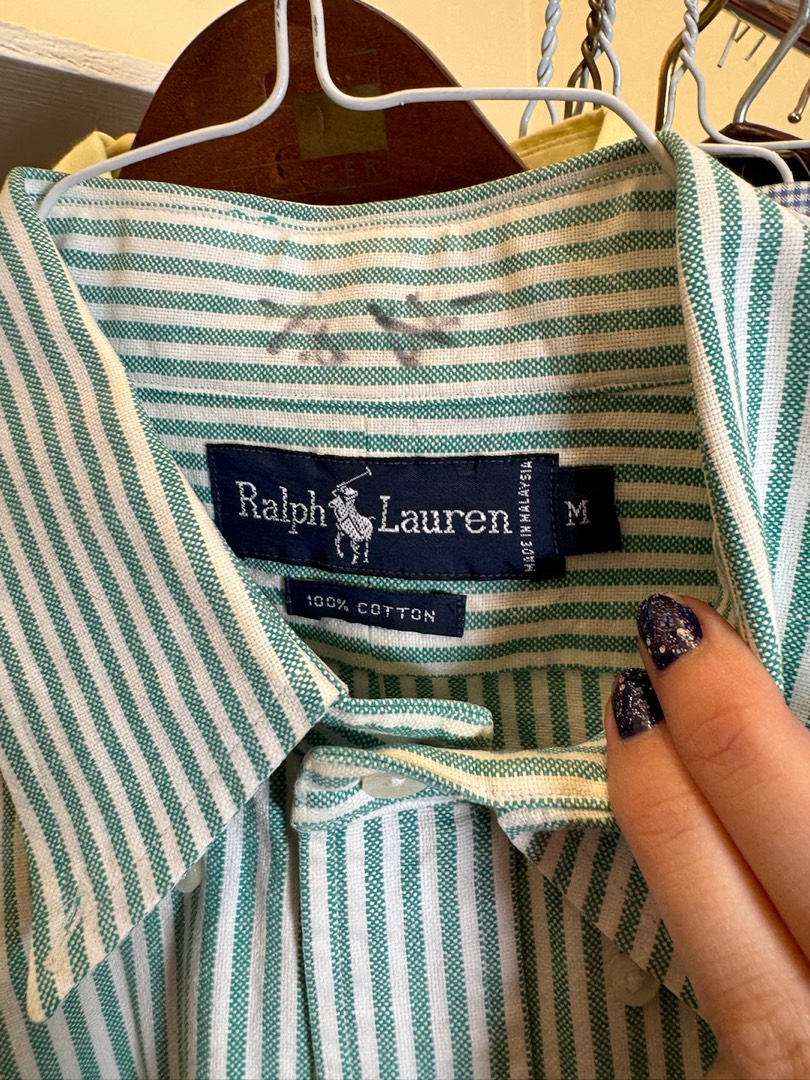 Ralph Lauren
MADE IN MALAYSIA
M
100% COTTON